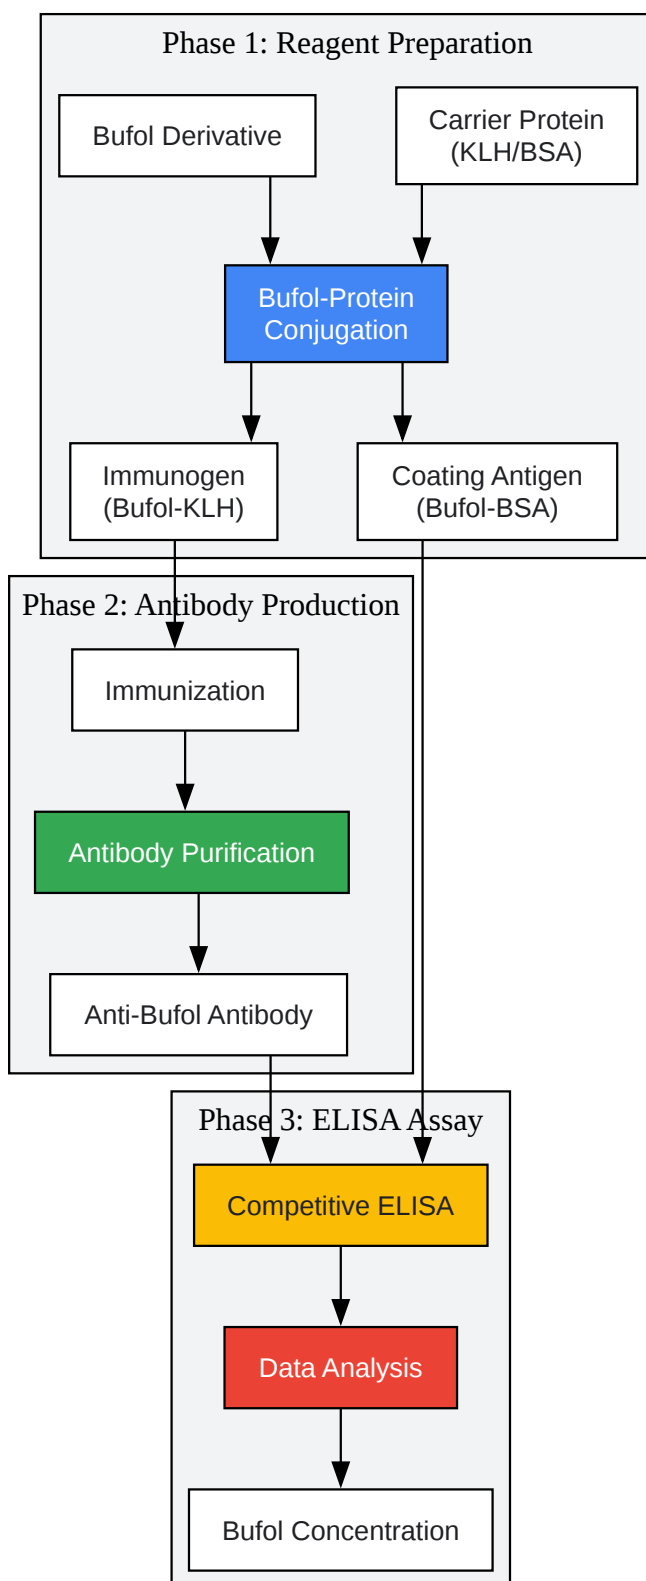 Phase 1: Reagent Preparation
Bufol Derivative
Carrier Protein
(KLH/BSA)
Bufol-Protein
Conjugation
Immunogen
(Bufol-KLH)
Coating Antigen
(Bufol-BSA)
Phase 2: Antibody Production
Immunization
Antibody Purification
Anti-Bufol Antibody
Phase 3: ELISA Assay
Competitive ELISA
Data Analysis
Bufol Concentration